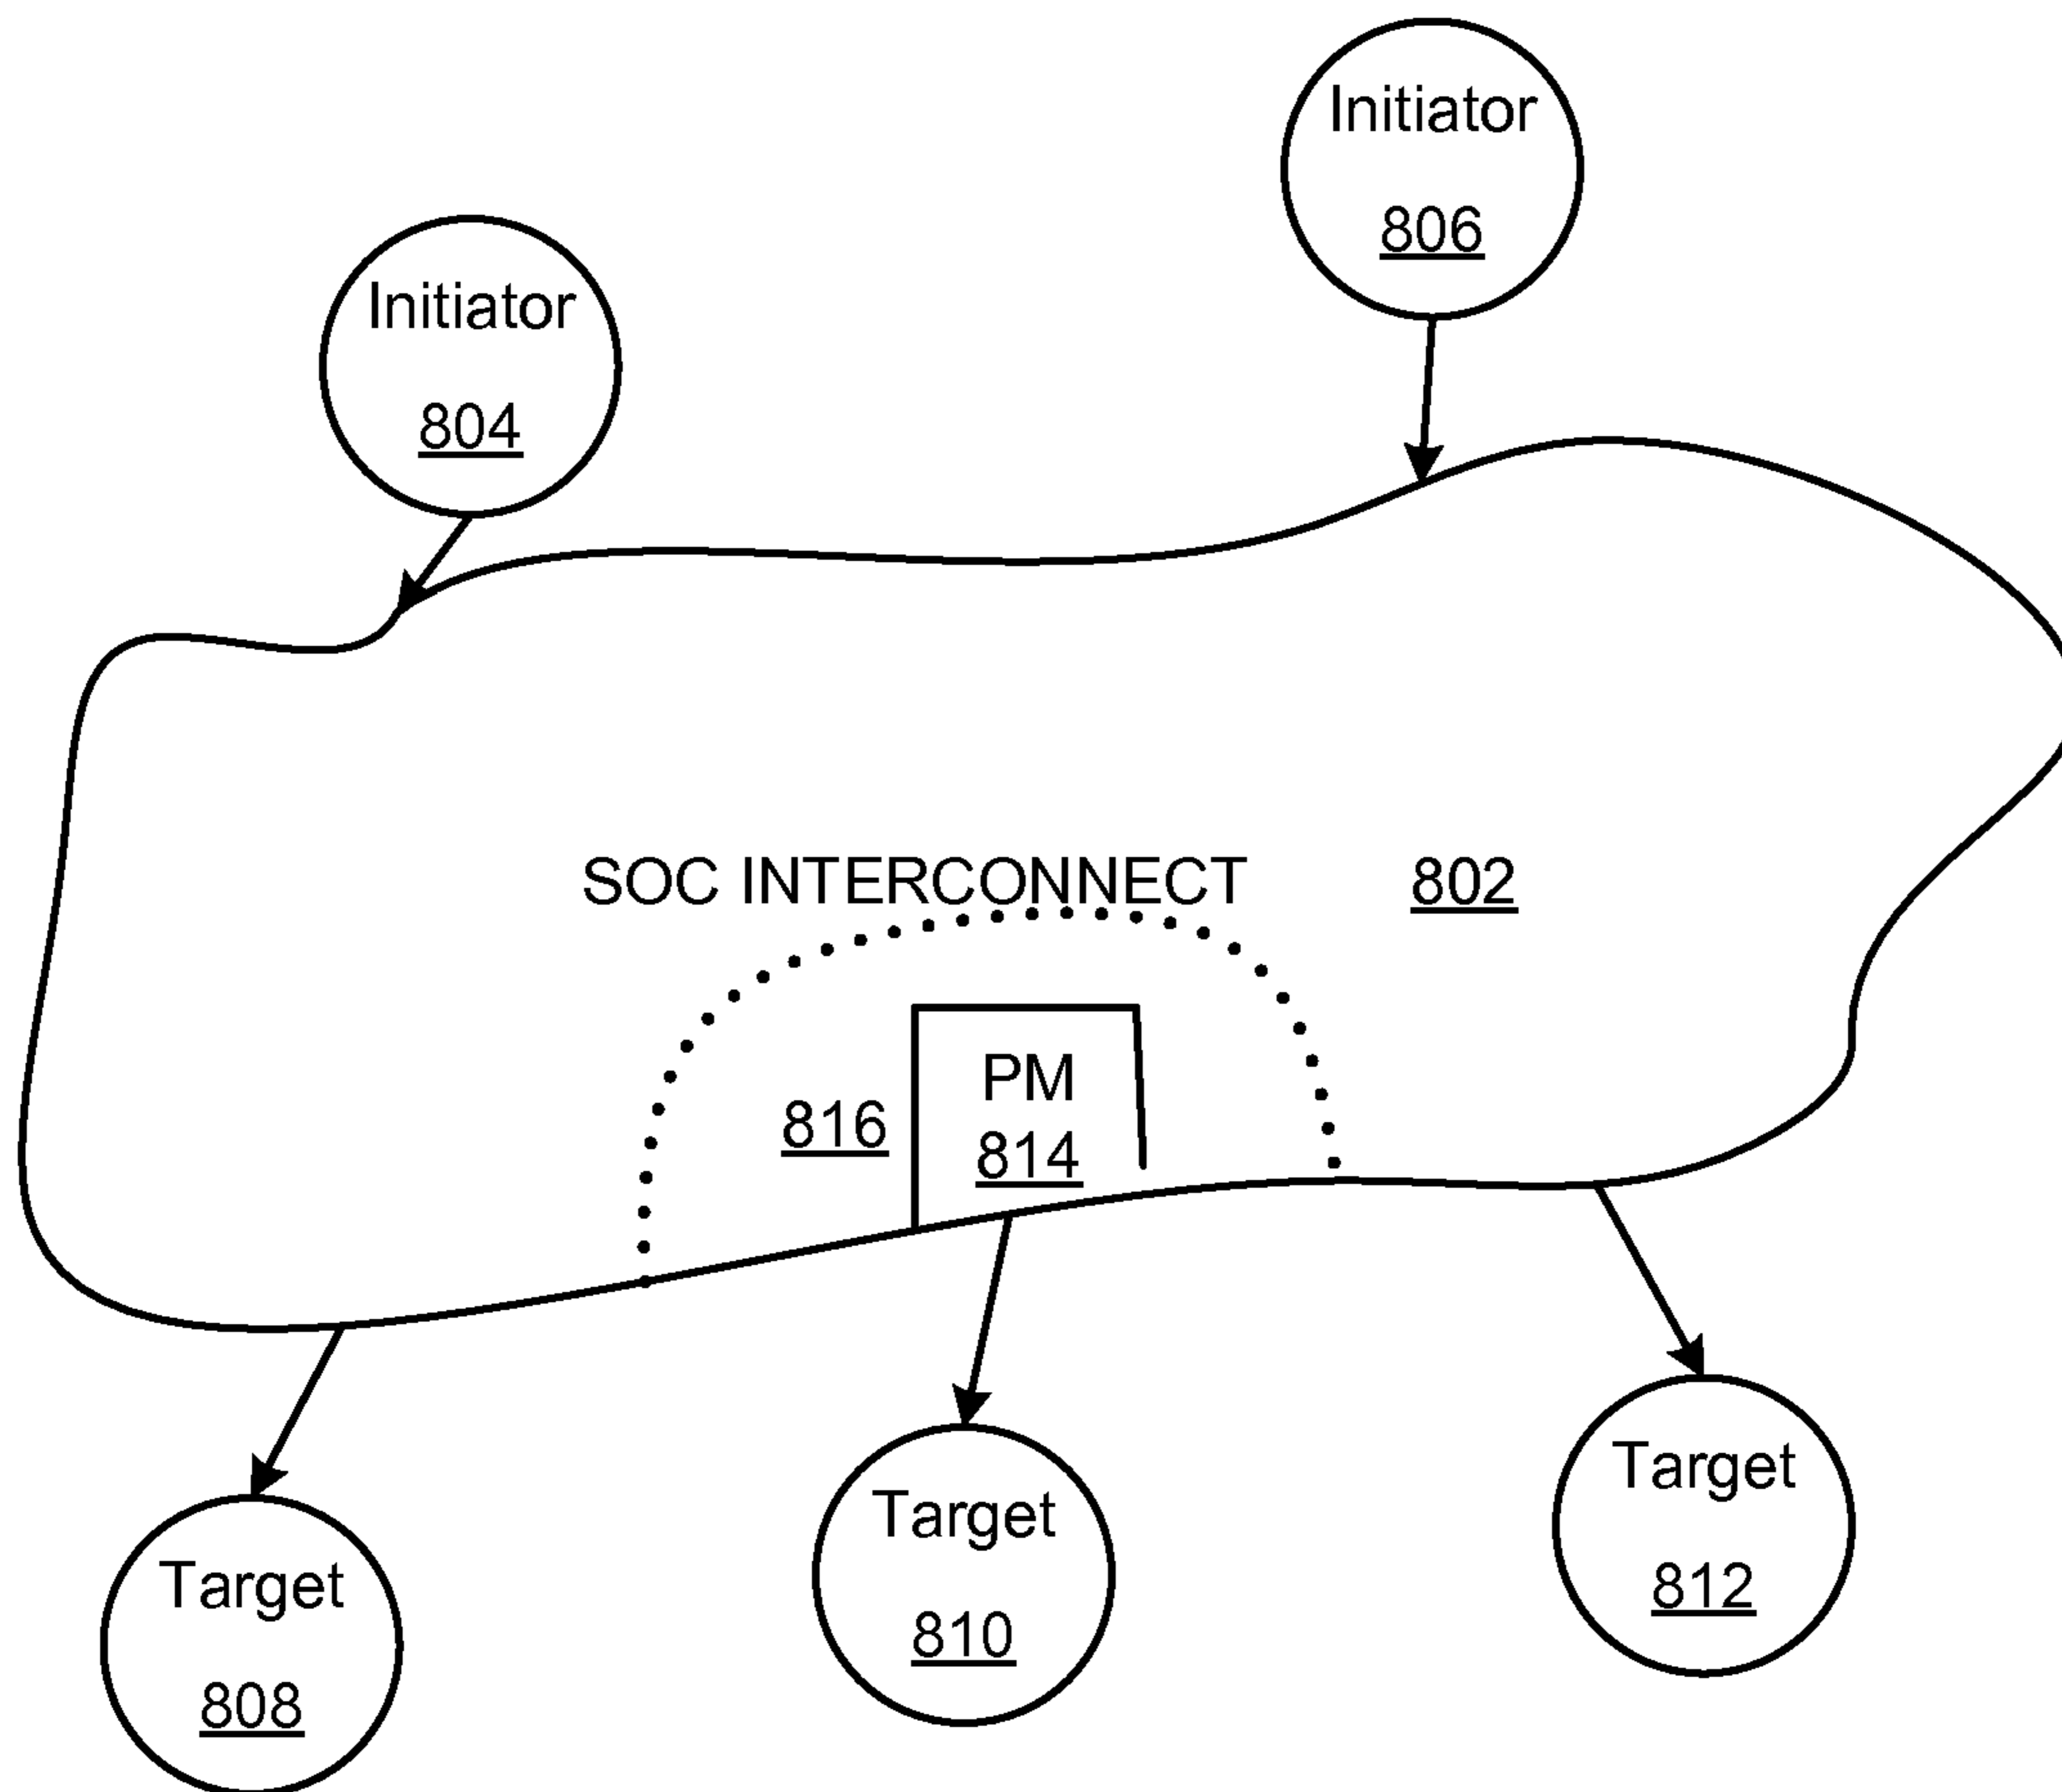 Initiator
806
Initiator
804
SOC INTERCONNECT 802
PM
816
814
Target
812
Target
810
Target
808